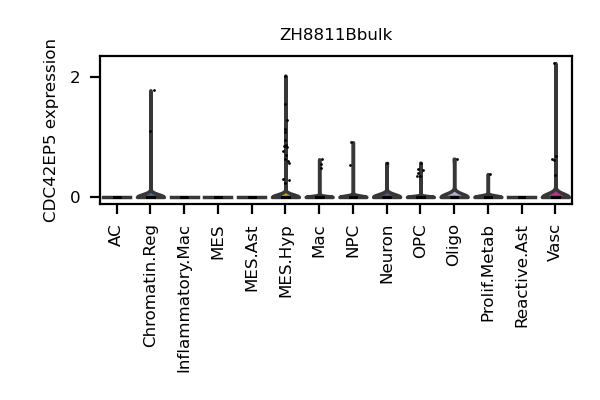 ZH8811Bbulk
CDC42EP5 expression
2
0
AC
Chromatin.Reg
Inflammatory.Mac
MES
MES.Ast
MES.Hyp
Mac
NPC
Neuron
OPC
Oligo
Prolif.Metab
Reactive.Ast
Vasc